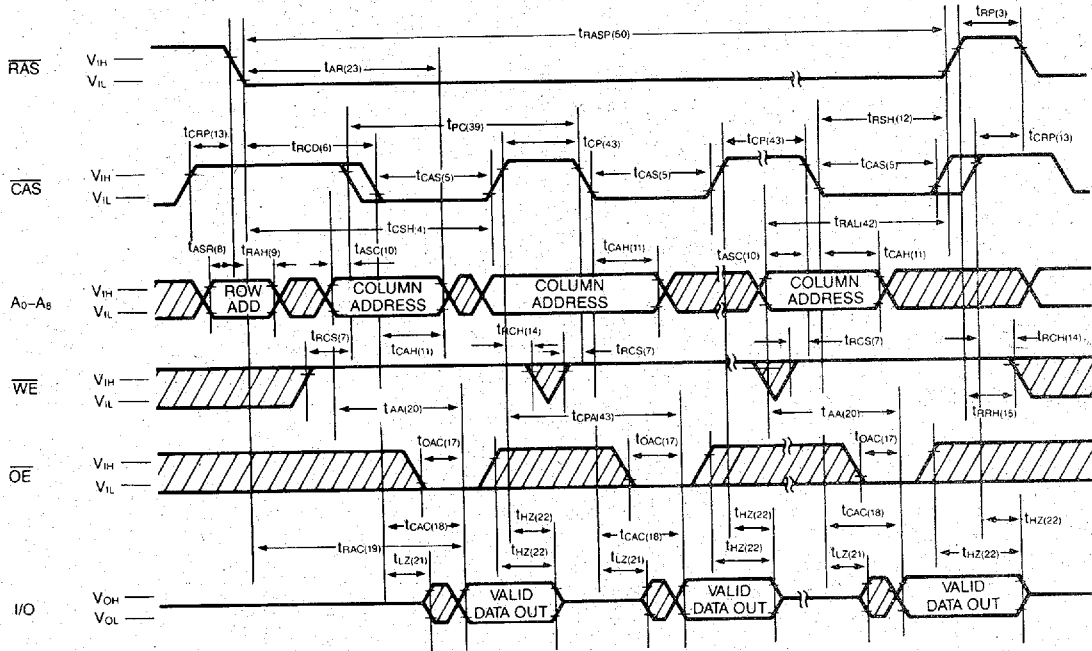 tRP(3)
tRASP(50)
RAS
VIH
VIL
tAR(23)
tPC(39)
tRSH(12)
tCRP(13)
tRCD(6)
tCP(43)
tCP(43)
tCRP(13)
CAS
VIH
VIL
tCAS(5)
tCAS(5)
tCAS(5)
tCSH(4)
tRAL(42)
tASR(8)
tRAH(9)
tASC(10)
tCAH(11)
tASC(10)
tCAH(11)
A0–A8
VIH
VIL
ROW
ADD
COLUMN
ADDRESS
COLUMN
ADDRESS
COLUMN
ADDRESS
tRCS(7)
tCAH(11)
tRCH(14)
tRCS(7)
tRCS(7)
tRCH(14)
WE
VIH
VIL
tAA(20)
tCPA(43)
tAA(20)
tRRH(15)
tOAC(17)
tOAC(17)
tOAC(17)
OE
VIH
VIL
tCAC(18)
tHZ(22)
tCAC(18)
tHZ(22)
tCAC(18)
tHZ(22)
tRAC(19)
tLZ(21)
tHZ(22)
tLZ(21)
tHZ(22)
tLZ(21)
tHZ(22)
I/O
VOH
VOL
VALID
DATA OUT
VALID
DATA OUT
VALID
DATA OUT